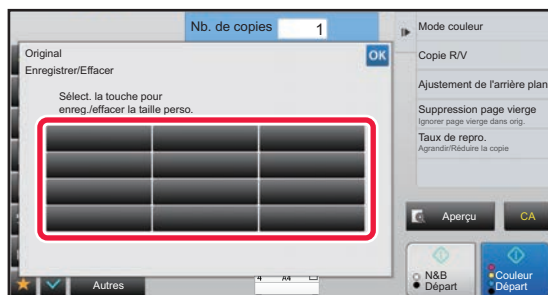 Nb. de copies 1
Original
OK
Enregistrer/Effacer
Sélect. la touche pour
enreg./effacer la taille perso.
Mode couleur
Copie R/V
Ajustement de l'arrière plan
Suppression page vierge
Ignorer page vierge dans orig.
Taux de repro.
Agrandir/Réduire la copie
Aperçu
CA
N&B
Départ
Couleur
Départ
Autres
A4